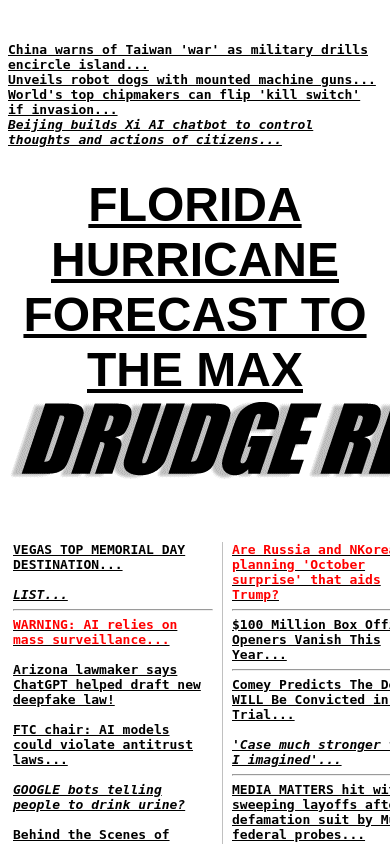 China warns of Taiwan 'war' as military drills
encircle island...
Unveils robot dogs with mounted machine guns...
World's top chipmakers can flip 'kill switch'
if invasion...
Beijing builds Xi AI chatbot to control
thoughts and actions of citizens...
FLORIDA
HURRICANE
FORECAST TO
THE MAX
DRUDGE
VEGAS TOP MEMORIAL DAY
DESTINATION...
LIST...
WARNING: AI relies on
mass surveillance...
Arizona lawmaker says
ChatGPT helped draft new
deepfake law!
FTC chair: AI models
could violate antitrust
laws...
GOOGLE bots telling
people to drink urine?
Behind the Scenes of
Are Russia and NKorea
planning 'October
surprise' that aids
Trump?
$100 Million Box Offi
Openers Vanish This
Year...
Comey Predicts The Do
WILL Be Convicted in
Trial...
'Case much stronger
I imagined'...
MEDIA MATTERS hit wi
sweeping layoffs aft
defamation suit by Mu
federal probes...